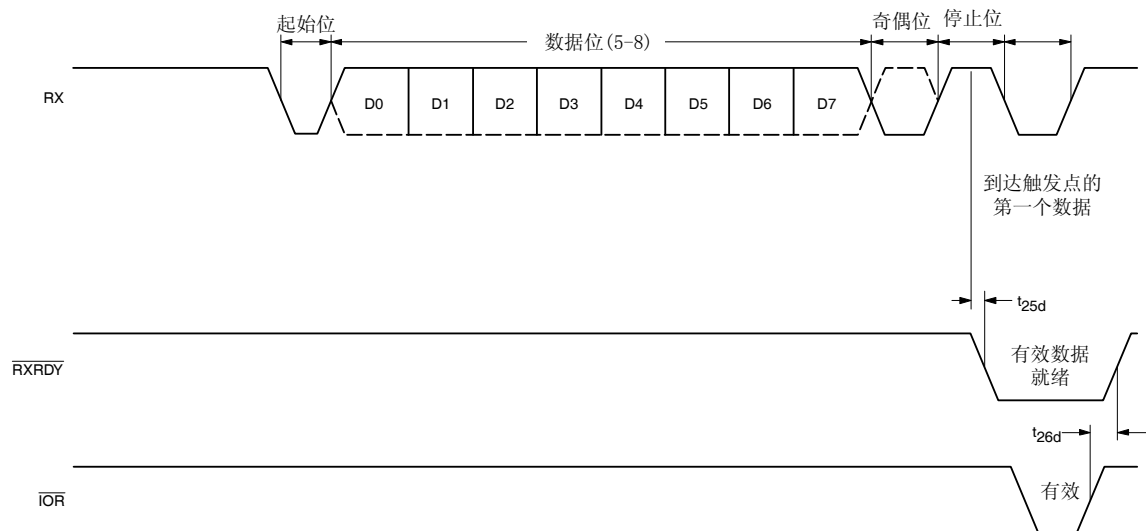 起始位
数据位(5-8)
奇偶位
停止位
RX
D0 D1 D2 D3 D4 D5 D6 D7
到达触发点的
第一个数据
t25d
RXRDY
有效数据
就绪
t26d
IOR
有效